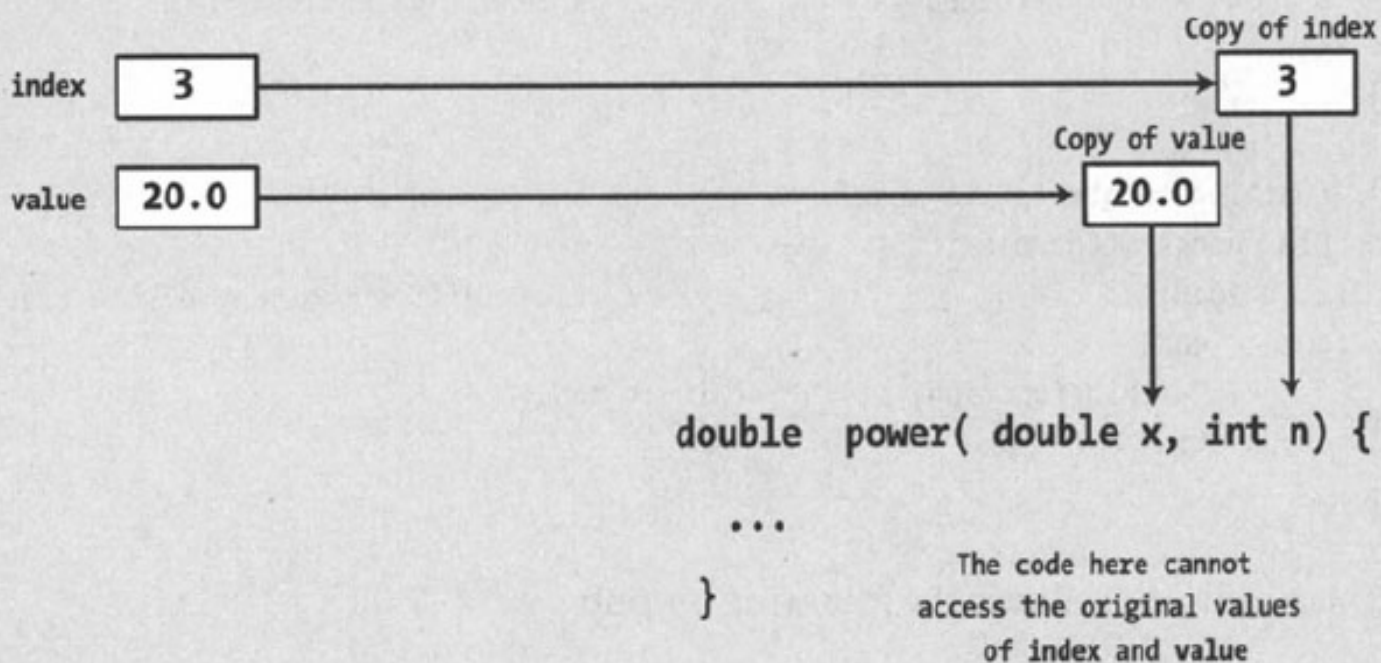 Copy of index
index 3 3
Copy of value
value 20.0 20.0
double power( double x, int n) {
...
}
The code here cannot
access the original values
of index and value